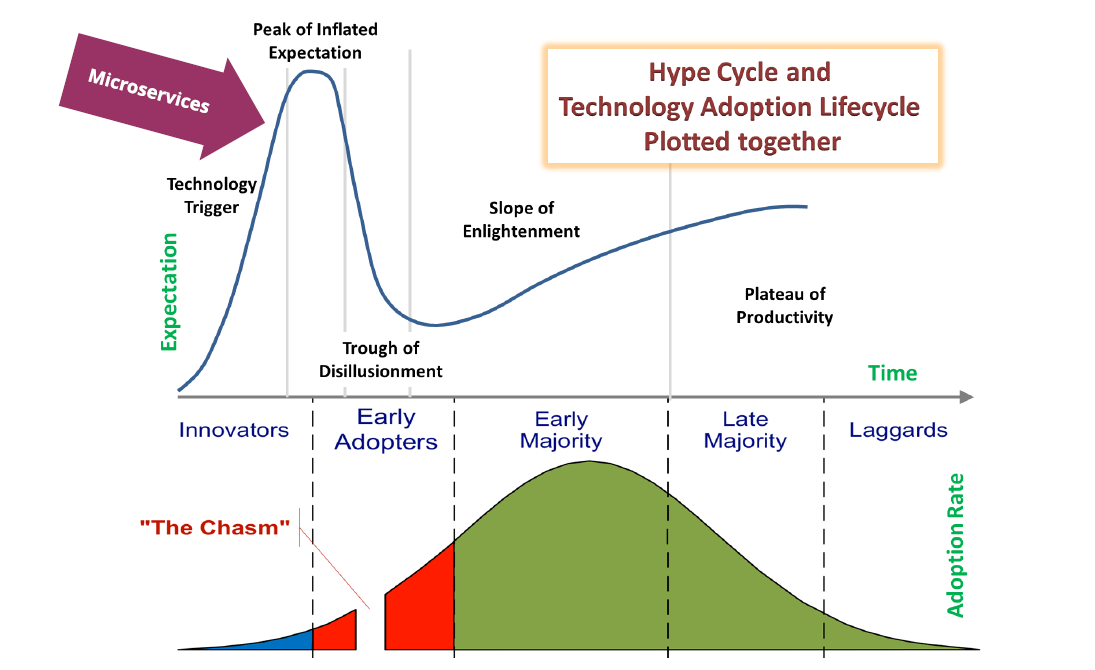 Peak of Inflated
Expectation
Microservices
Hype Cycle and
Technology Adoption Lifecycle
Plotted together
Technology
Trigger
Slope of
Enlightenment
Expectation
Plateau of
Productivity
Trough of
Disillusionment
Time
Innovators
Early
Adopters
Early
Majority
Late
Majority
Laggards
"The Chasm"
Adoption Rate